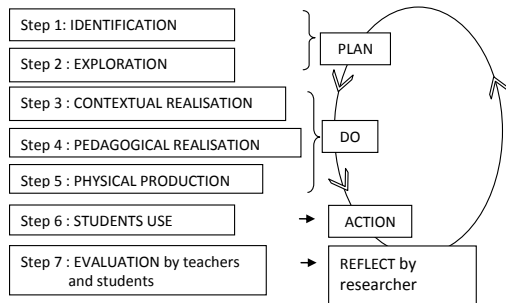 Step 1: IDENTIFICATION
PLAN
Step 2 : EXPLORATION
Step 3 : CONTEXTUAL REALISATION
Step 4 : PEDAGOGICAL REALISATION
DO
Step 5 : PHYSICAL PRODUCTION
Step 6 : STUDENTS USE
ACTION
Step 7 : EVALUATION by teachers
and students
REFLECT by
researcher